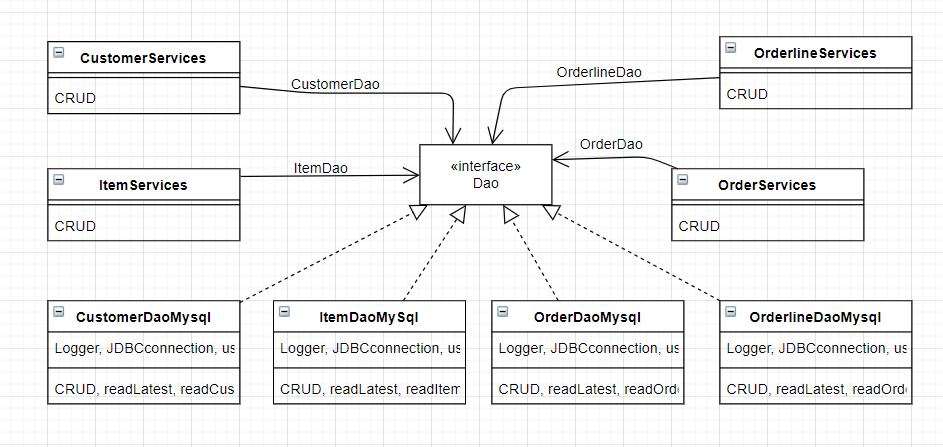 CustomerServices
CRUD
CustomerDao
OrderlineDao
OrderlineServices
CRUD
ItemServices
CRUD
ItemDao
«interface»
Dao
OrderDao
OrderServices
CRUD
CustomerDaoMysql
Logger, JDBCconnection, us
CRUD, readLatest, readCus
ItemDaoMySql
Logger, JDBCconnection, us
CRUD, readLatest, readItem
OrderDaoMysql
Logger, JDBCconnection, us
CRUD, readLatest, readOrd
OrderlineDaoMysql
Logger, JDBCconnection, us
CRUD, readLatest, readOrd